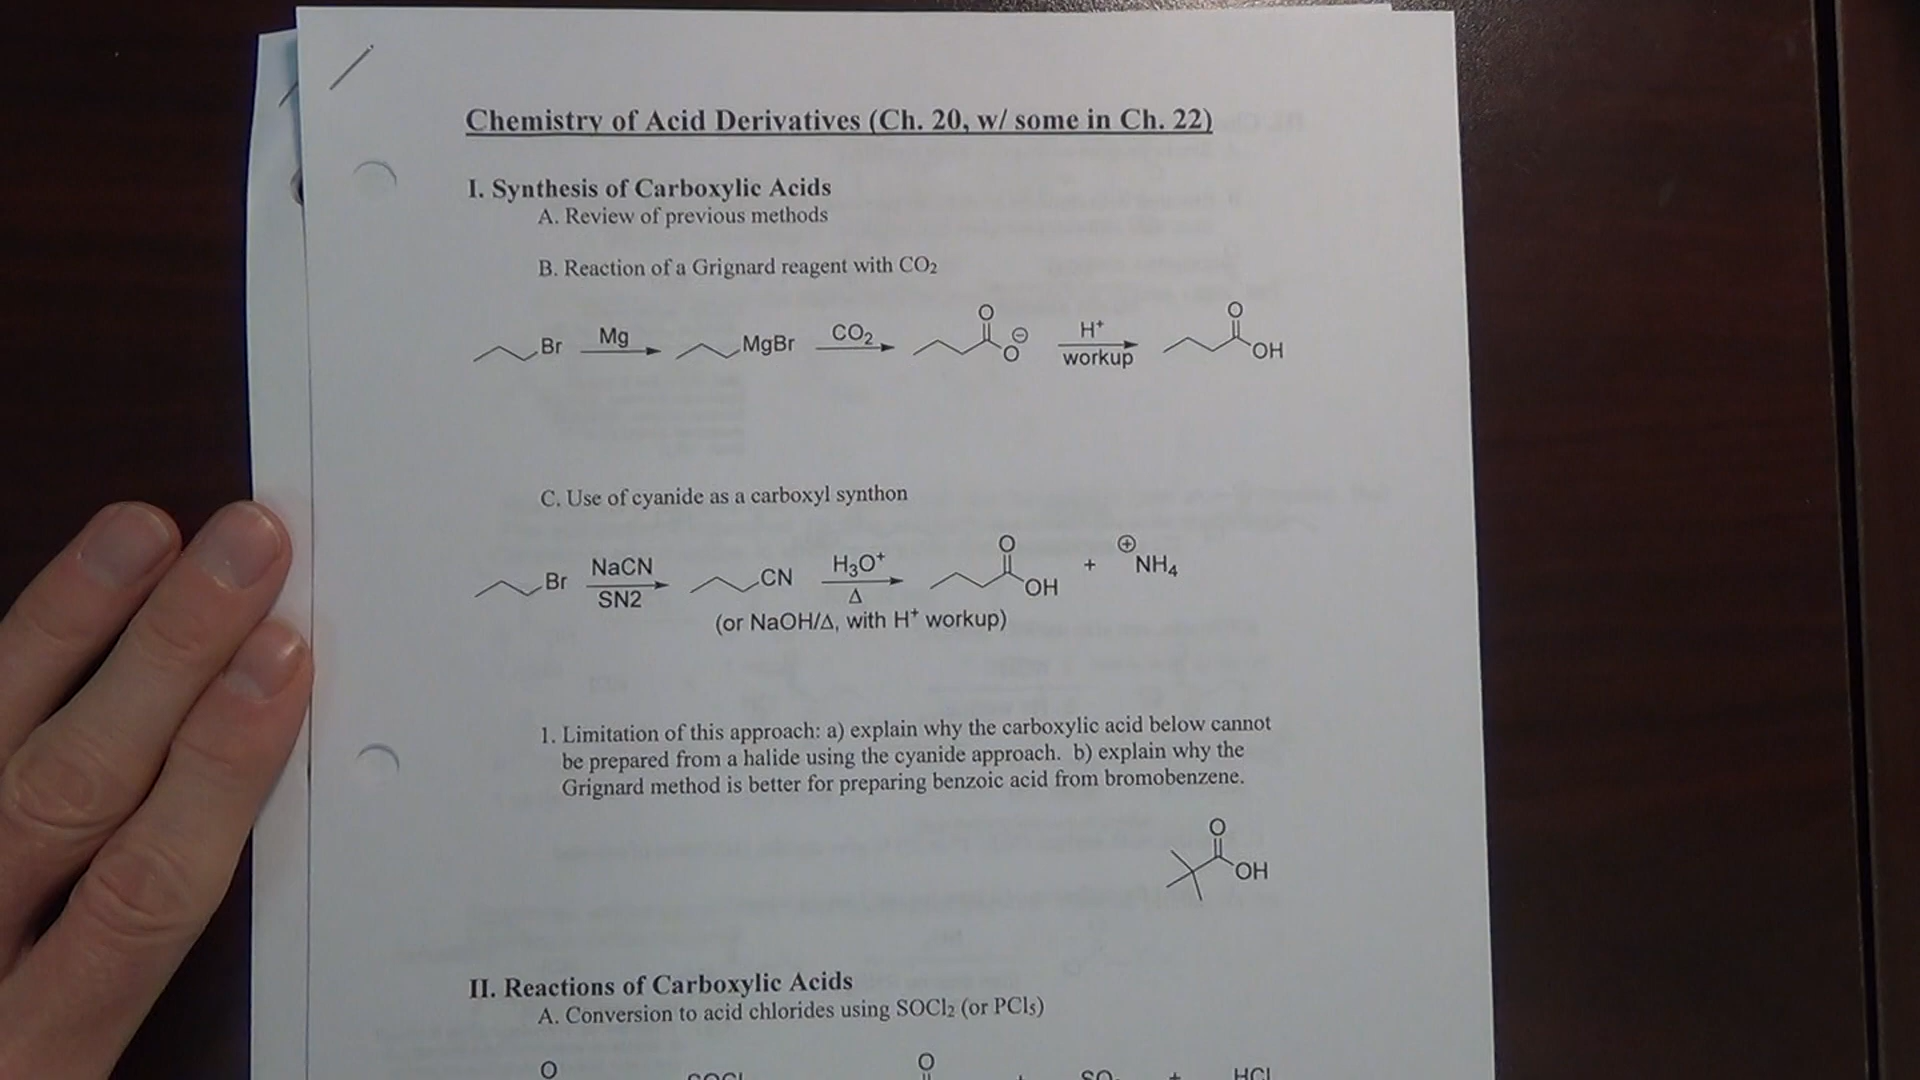 Chemistry of Acid Derivatives (Ch. 20, w/ some in Ch. 22)
I. Synthesis of Carboxylic Acids
A. Review of previous methods
B. Reaction of a Grignard reagent with CO₂
Br Mg MgBr CO₂ O ⊖ O H⁺ workup O OH
C. Use of cyanide as a carboxyl synthon
Br NaCN SN2 CN H₃O⁺ Δ O OH + ⊕ NH₄
(or NaOH/Δ, with H⁺ workup)
1. Limitation of this approach: a) explain why the carboxylic acid below cannot
be prepared from a halide using the cyanide approach. b) explain why the
Grignard method is better for preparing benzoic acid from bromobenzene.
O
OH
II. Reactions of Carboxylic Acids
A. Conversion to acid chlorides using SOCl₂ (or PCl₅)
O O + HCl